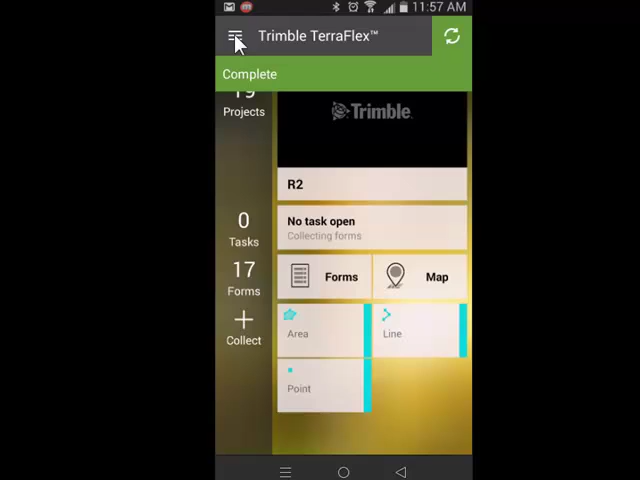 11:57 AM
Trimble TerraFlex™
Complete
19
Projects
Trimble
R2
No task open
Collecting forms
0
Tasks
17
Forms
Forms
Map
Collect
Area
Line
Point